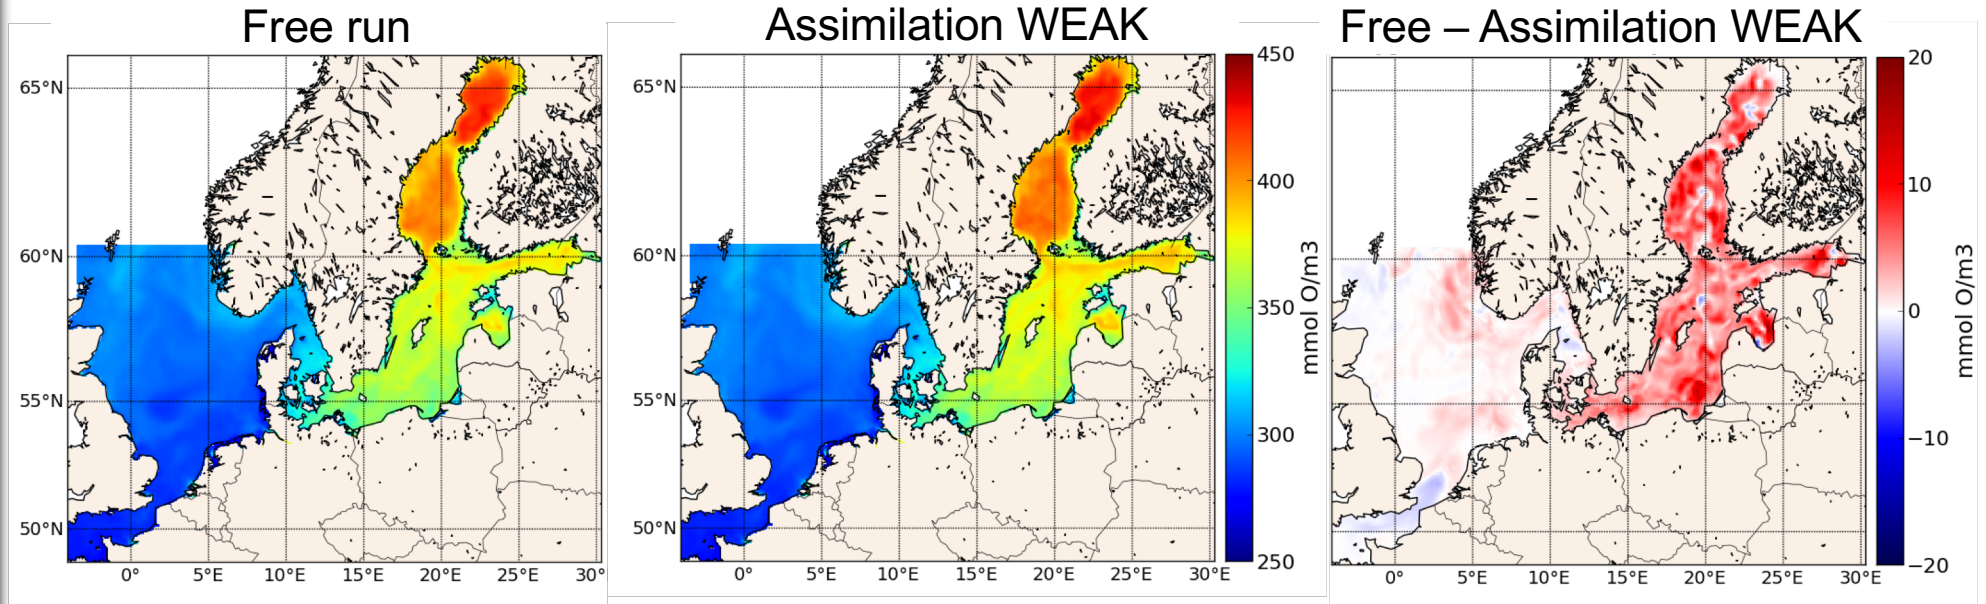 Free run
Assimilation WEAK
Free – Assimilation WEAK
65°N
60°N
55°N
50°N
0°
5°E
10°E
15°E
20°E
25°E
30°
65°N
60°N
55°N
50°N
0°
5°E
10°E
15°E
20°E
25°E
30°E
450
400
350
300
250
mmol O/m3
0°
5°E
10°E
15°E
20°E
25°E
30°E
20
10
0
−10
−20
mmol O/m3